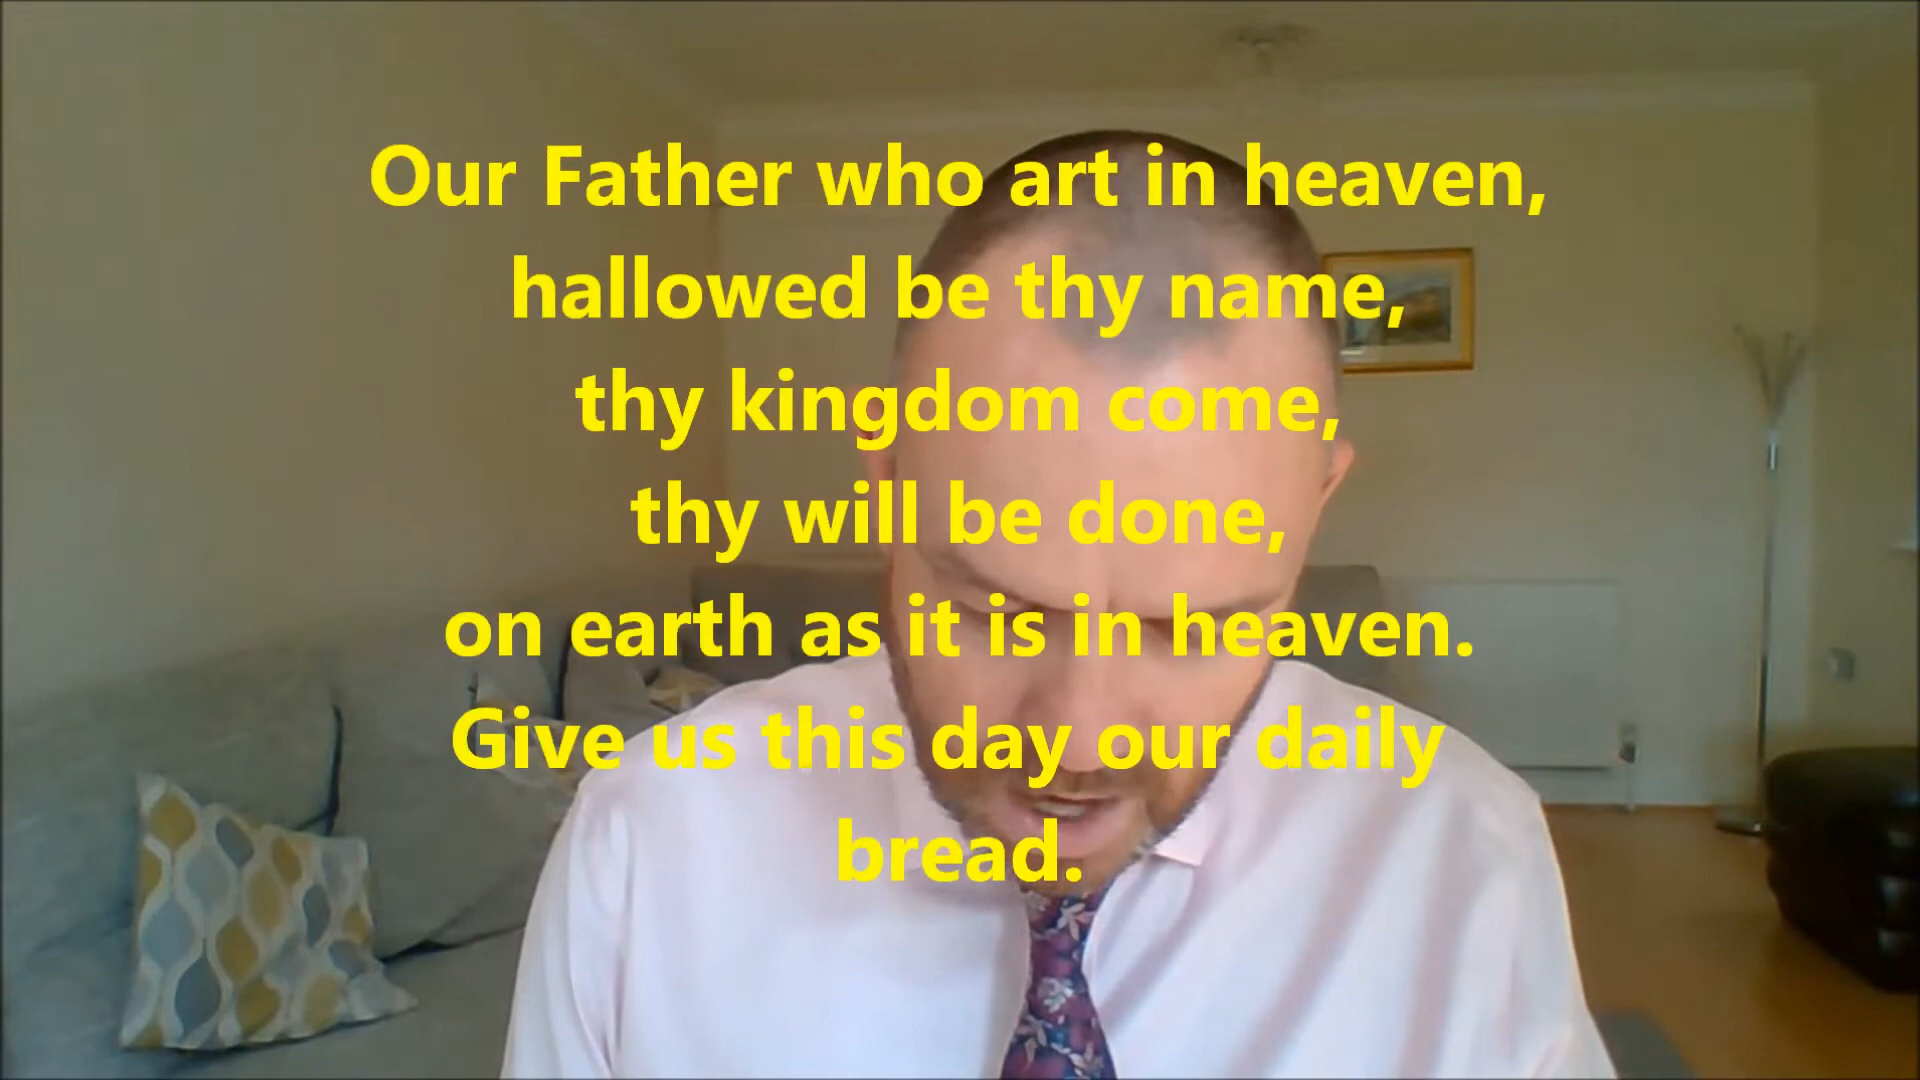 Our Father who art in heaven,
hallowed be thy name,
thy kingdom come,
thy will be done,
on earth as it is in heaven.
Give us this day our daily
bread.